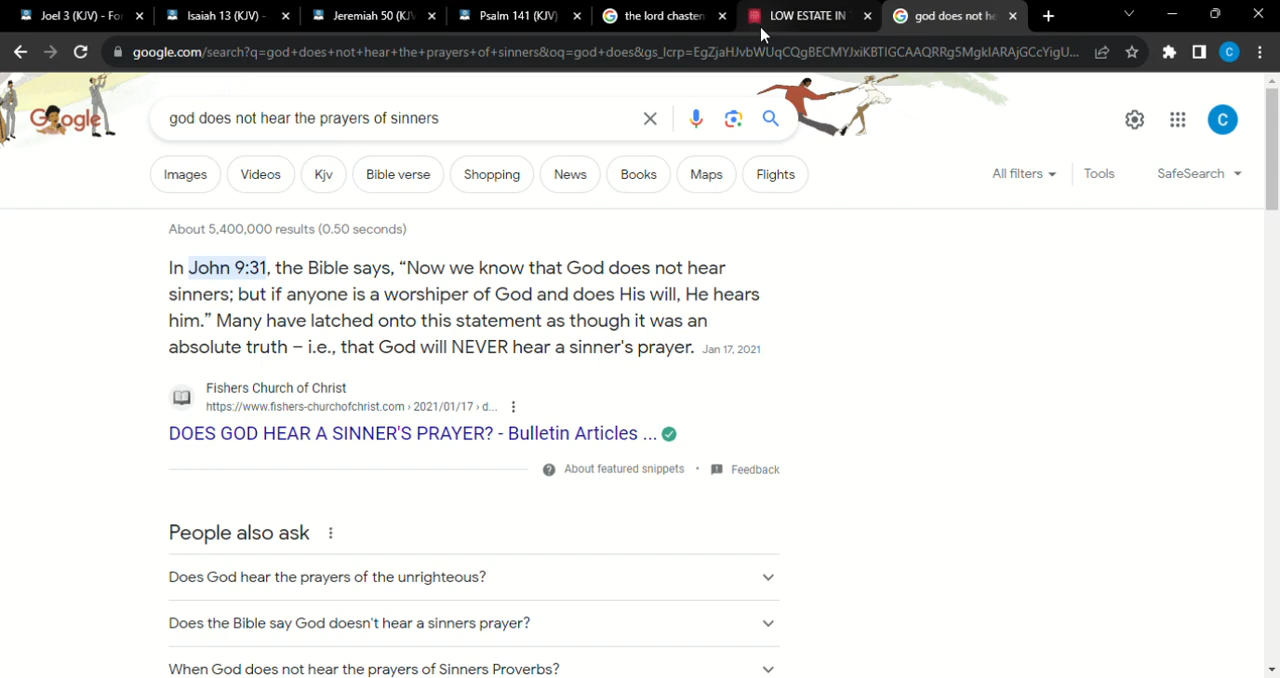 Joel 3 (KJV) - For
Isaiah 13 (KJV) -
Jeremiah 50 (KJV
Psalm 141 (KJV)
the lord chasten
LOW ESTATE IN
god does not he
google.com/search?q=god+does+not+hear+the+prayers+of+sinners&oq=god+does&gs_lcrp=EgZjaHJvbWUqCQgBECMYJxiKBTIGCAAQRRg5MgkIARAjGCcYigU...
C
Google
god does not hear the prayers of sinners
C
Images
Videos
Kjv
Bible verse
Shopping
News
Books
Maps
Flights
All filters
Tools
SafeSearch
About 5,400,000 results (0.50 seconds)
In John 9:31, the Bible says, “Now we know that God does not hear
sinners; but if anyone is a worshiper of God and does His will, He hears
him.” Many have latched onto this statement as though it was an
absolute truth – i.e., that God will NEVER hear a sinner's prayer. Jan 17, 2021
Fishers Church of Christ
https://www.fishers-churchofchrist.com › 2021/01/17 › d...
DOES GOD HEAR A SINNER'S PRAYER? - Bulletin Articles ...
About featured snippets • Feedback
People also ask
Does God hear the prayers of the unrighteous?
Does the Bible say God doesn't hear a sinners prayer?
When God does not hear the prayers of Sinners Proverbs?